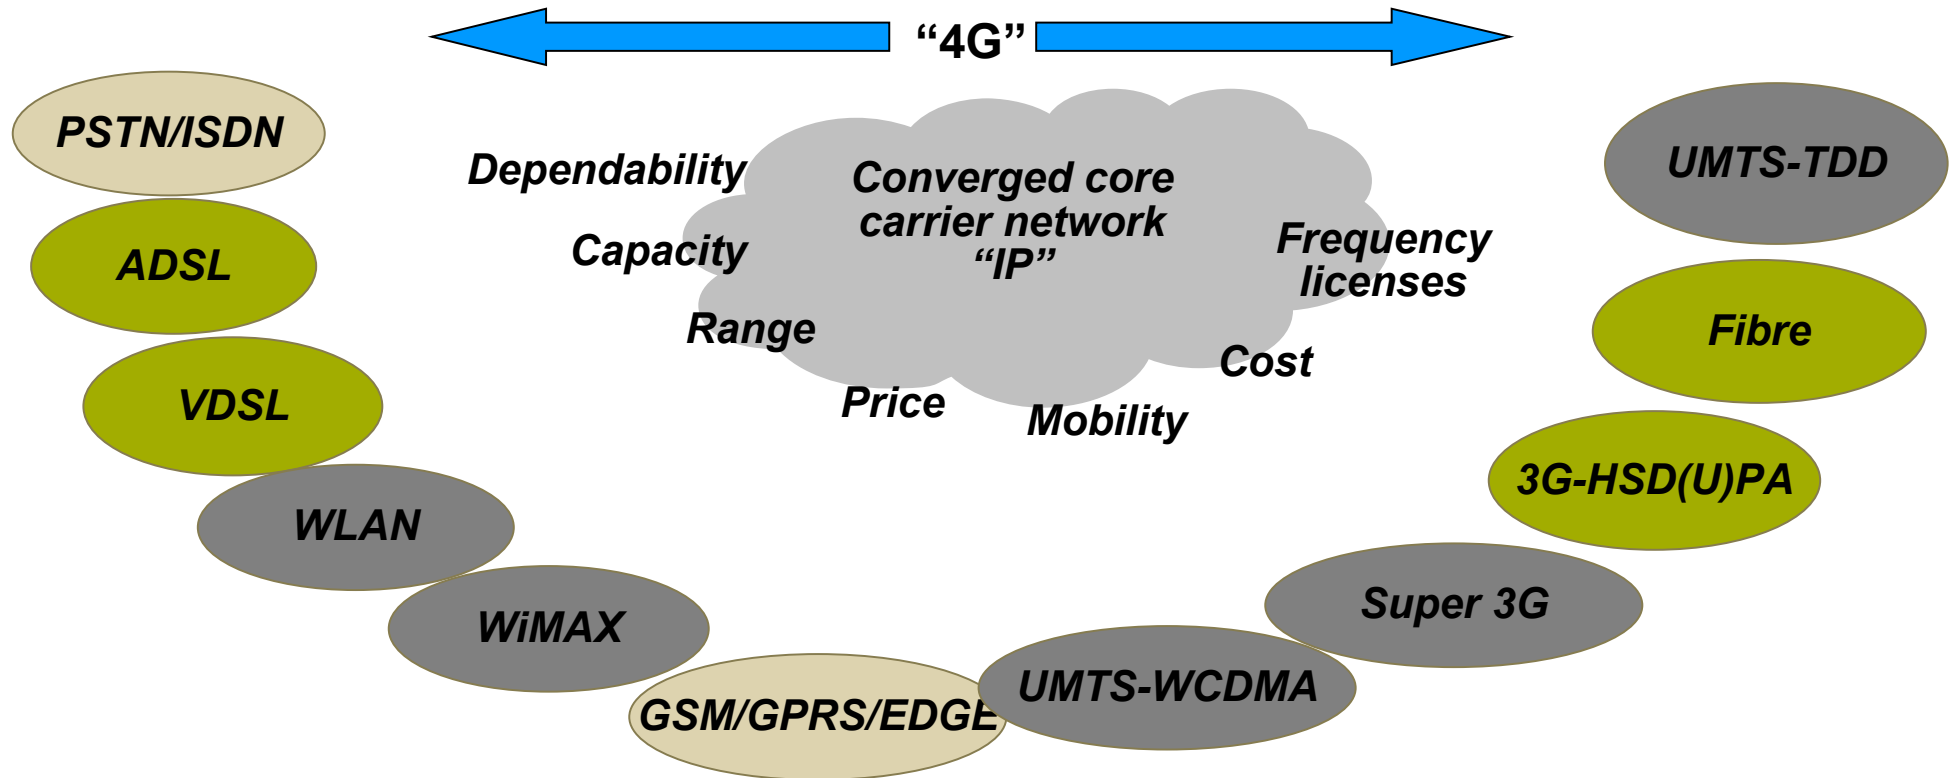 “4G”
PSTN/ISDN
ADSL
VDSL
WLAN
WiMAX
GSM/GPRS/EDGE
UMTS-WCDMA
Super 3G
3G-HSD(U)PA
Fibre
UMTS-TDD
Converged core
carrier network
“IP”
Dependability
Capacity
Range
Price
Mobility
Cost
Frequency
licenses